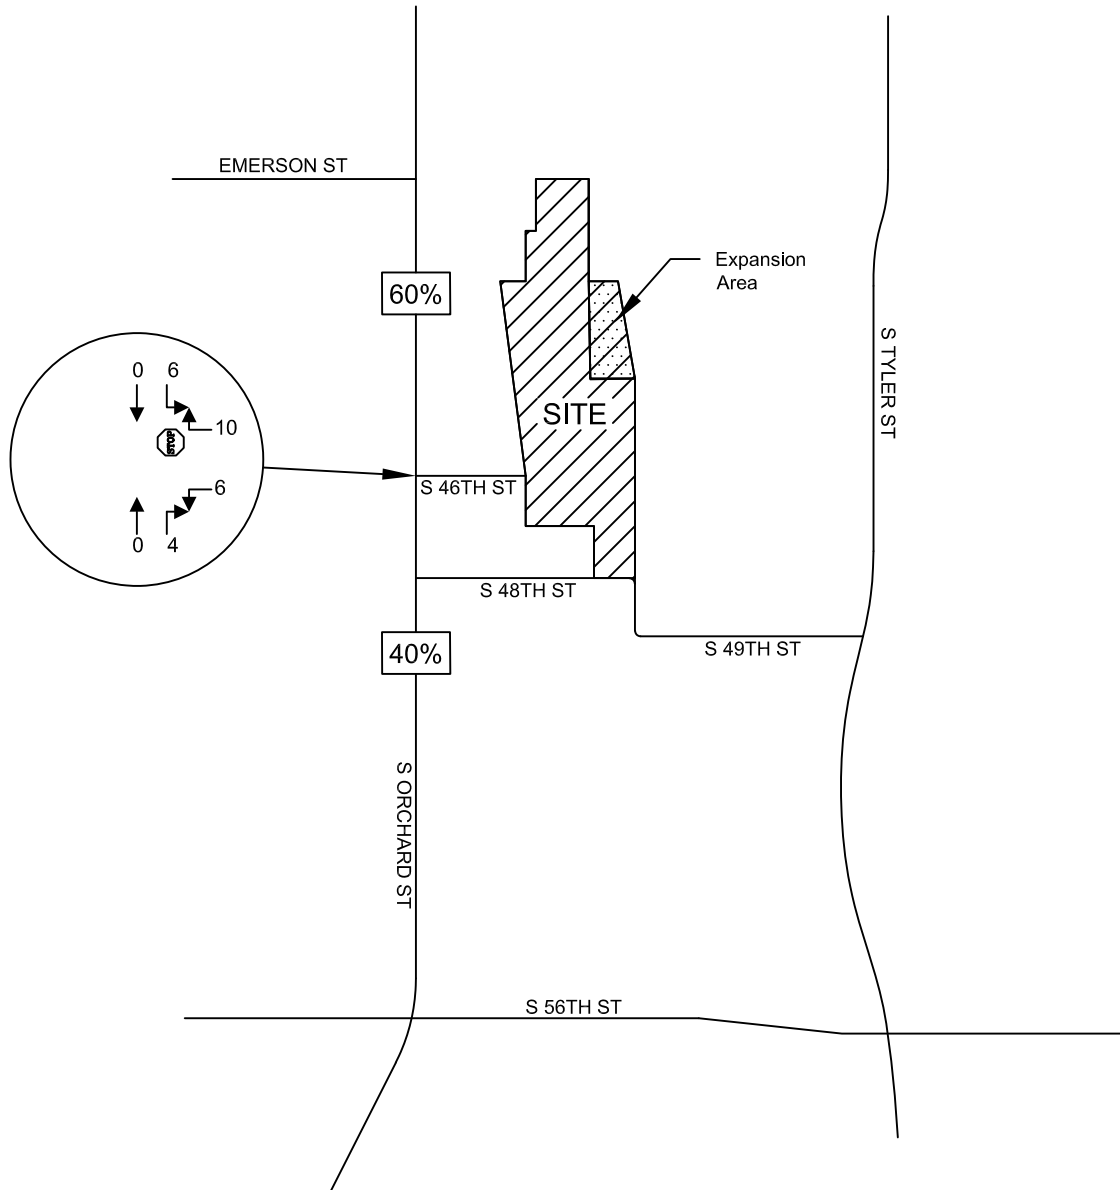 EMERSON ST
Expansion
Area
60%
S TYLER ST
0 6
10
STOP
SITE
6
0 4
S 46TH ST
S 48TH ST
40%
S 49TH ST
S ORCHARD ST
S 56TH ST